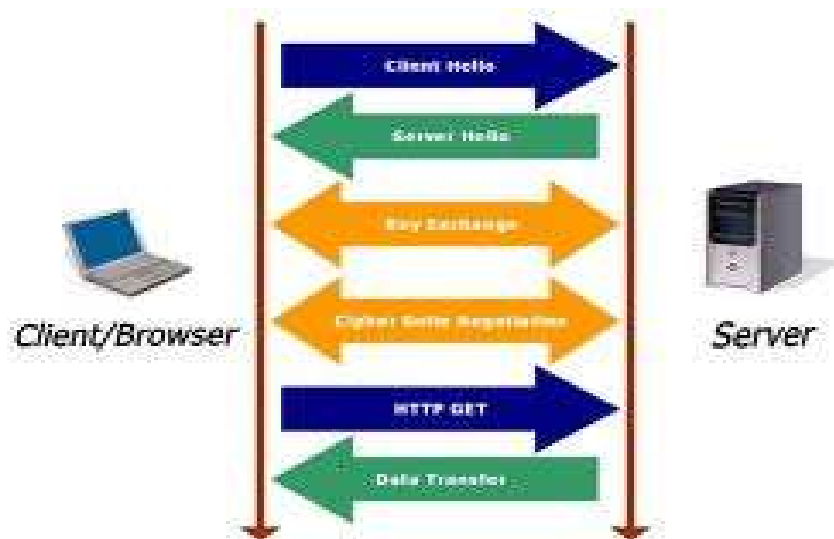 Client Hello
Server Hello
Key Exchange
Cipher Suite Negotiation
Client/Browser
Server
HTTP GET
Data Transfer